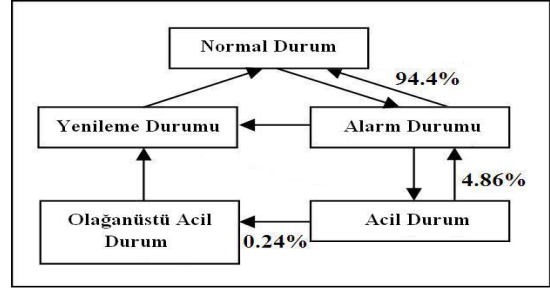 Normal Durum
94.4%
Yenileme Durumu
Alarm Durumu
4.86%
Olağanüstü Acil
Durum
Acil Durum
0.24%